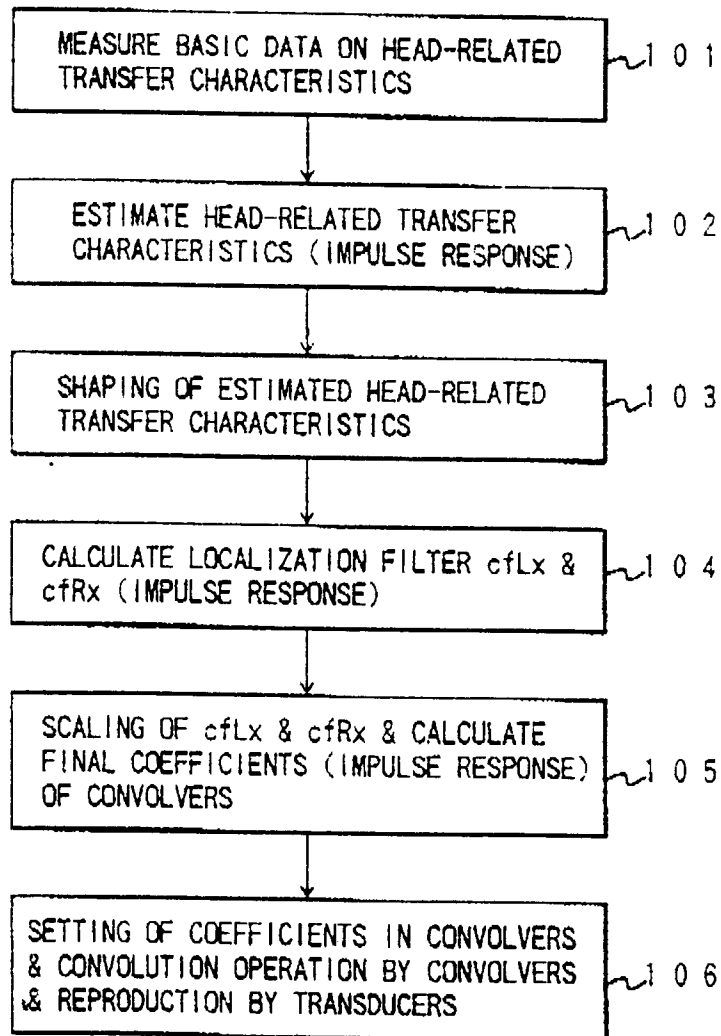 MEASURE BASIC DATA ON HEAD-RELATED
TRANSFER CHARACTERISTICS
101
ESTIMATE HEAD-RELATED TRANSFER
CHARACTERISTICS (IMPULSE RESPONSE)
102
SHAPING OF ESTIMATED HEAD-RELATED
TRANSFER CHARACTERISTICS
103
CALCULATE LOCALIZATION FILTER cfLx &
cfRx (IMPULSE RESPONSE)
104
SCALING OF cfLx & cfRx & CALCULATE
FINAL COEFFICIENTS (IMPULSE RESPONSE)
OF CONVOLVERS
105
SETTING OF COEFFICIENTS IN CONVOLVERS
& CONVOLUTION OPERATION BY CONVOLVERS
& REPRODUCTION BY TRANSDUCERS
106